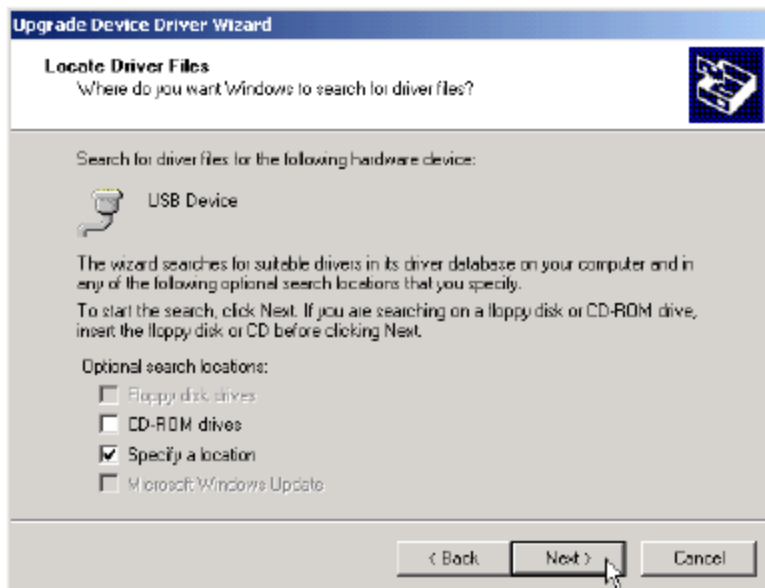 Upgrade Device Driver Wizard
Locate Driver Files
Where do you want Windows to search for driver files?
Search for driver files for the following hardware device:
USB Device
The wizard searches for suitable drivers in its driver database on your computer and in
any of the following optional search locations that you specify.
To start the search, click Next. If you are searching on a floppy disk or CD-ROM drive,
insert the floppy disk or CD before clicking Next.
Optional search locations:
Floppy disk drives
CD-ROM drives
Specify a location
Microsoft Windows Update
< Back Next > Cancel